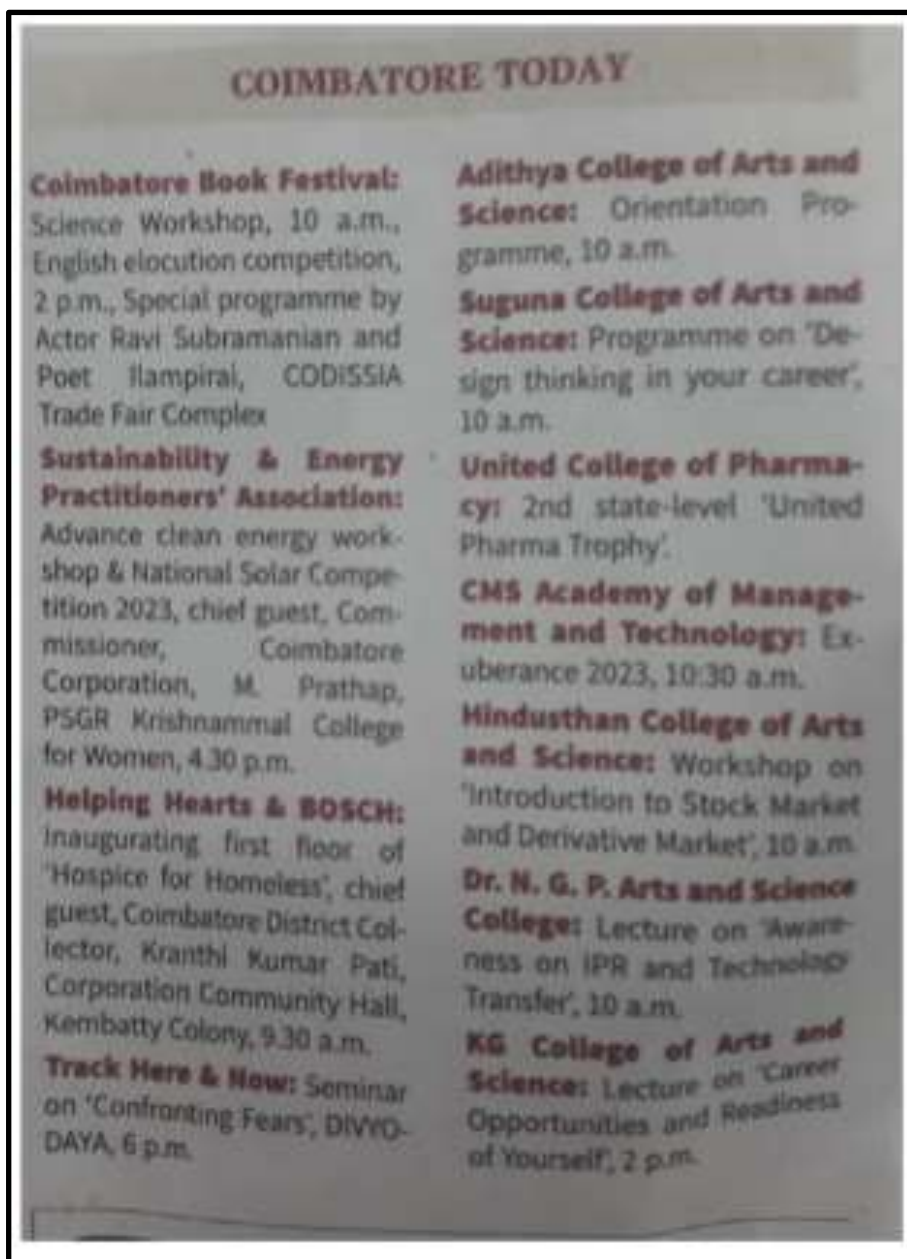 COIMBATORE TODAY
Coimbatore Book Festival:
Science Workshop, 10 a.m.,
English elocution competition,
2 p.m., Special programme by
Actor Ravi Subramanian and
Poet Ilampirai, CODISSIA
Trade Fair Complex
Sustainability & Energy
Practitioners' Association:
Advance clean energy work-
shop & National Solar Compe-
tition 2023, chief guest, Com-
missioner, Coimbatore
Corporation, M. Prathap,
PSGR Krishnammal College
for Women, 4.30 p.m.
Helping Hearts & BOSCH:
Inaugurating first floor of
'Hospice for Homeless', chief
guest, Coimbatore District Col-
lector, Kranthi Kumar Pati,
Corporation Community Hall,
Kembatty Colony, 9.30 a.m.
Track Here & Now: Seminar
on 'Confronting Fears', DIVYO-
DAYA, 6 p.m.
Adithya College of Arts and
Science: Orientation Pro-
gramme, 10 a.m.
Suguna College of Arts and
Science: Programme on 'De-
sign thinking in your career',
10 a.m.
United College of Pharma-
cy: 2nd state-level 'United
Pharma Trophy'.
CMS Academy of Manage-
ment and Technology: Ex-
uberance 2023, 10:30 a.m.
Hindusthan College of Arts
and Science: Workshop on
'Introduction to Stock Market
and Derivative Market', 10 a.m.
Dr. N. G. P. Arts and Science
College: Lecture on 'Aware-
ness on IPR and Technology
Transfer', 10 a.m.
KG College of Arts and
Science: Lecture on 'Career
Opportunities and Readiness
of Yourself', 2 p.m.